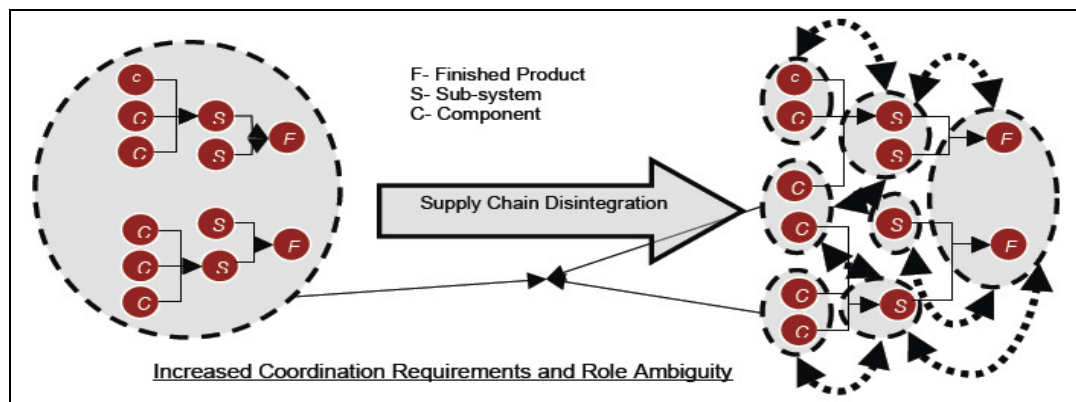 C
C S
F
C S
S
C
F
C S
C
F- Finished Product
S- Sub-system
C- Component
Supply Chain Disintegration
C
C S
F
S
C
C S
F
C
S
C
Increased Coordination Requirements and Role Ambiguity